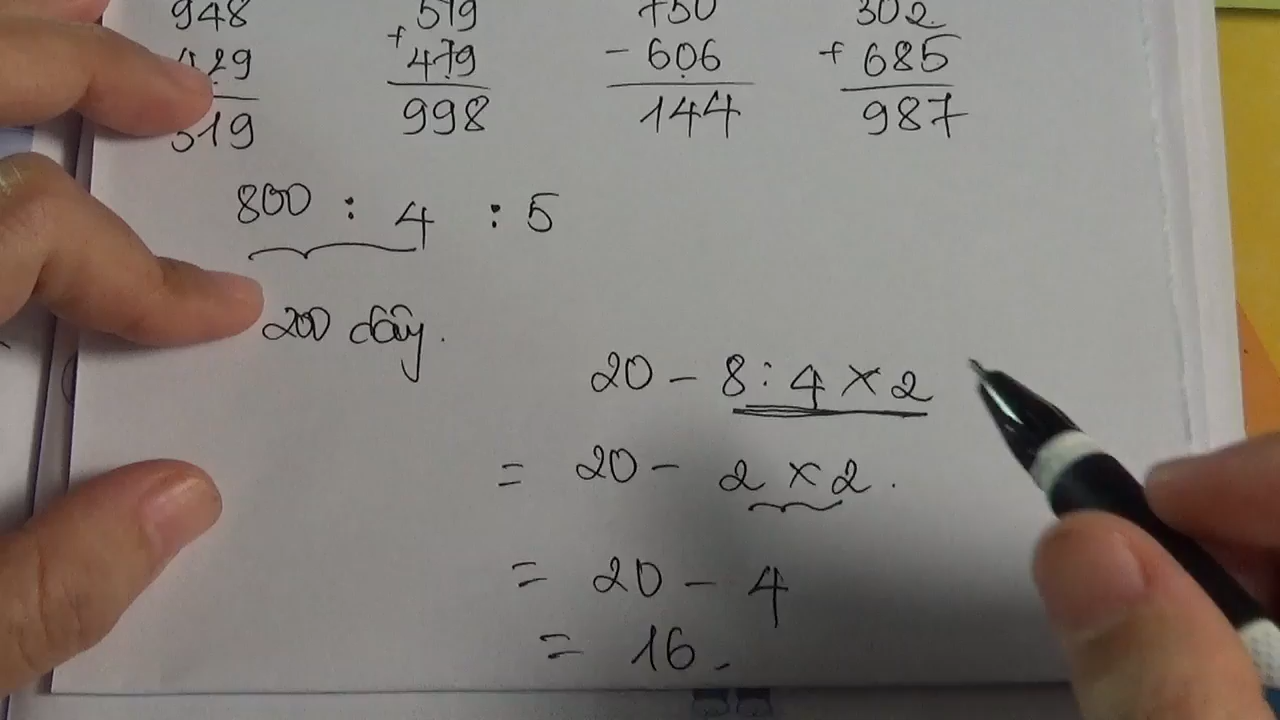 948 519 750 302
+ 479 - 606 + 685
519 998 144 987
800 : 4 : 5
200 dây.
20 - 8 : 4 × 2
= 20 - 2 × 2.
= 20 - 4
= 16.